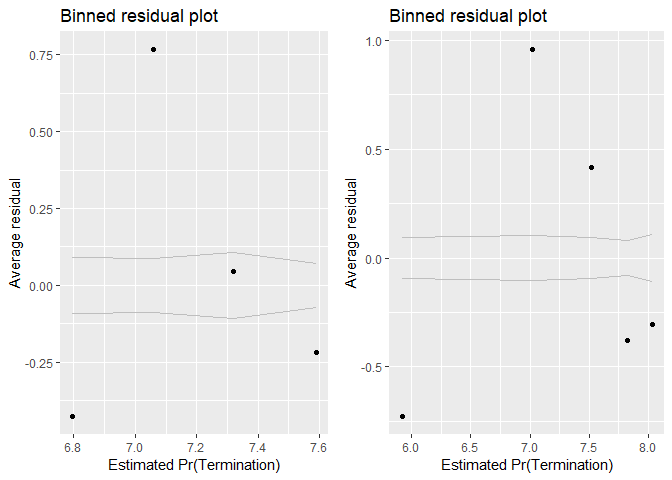 Binned residual plot
Average residual
0.75
0.50
0.25
0.00
-0.25
6.8 7.0 7.2 7.4 7.6
Estimated Pr(Termination)
Binned residual plot
Average residual
1.0
0.5
0.0
-0.5
6.0 6.5 7.0 7.5 8.0
Estimated Pr(Termination)